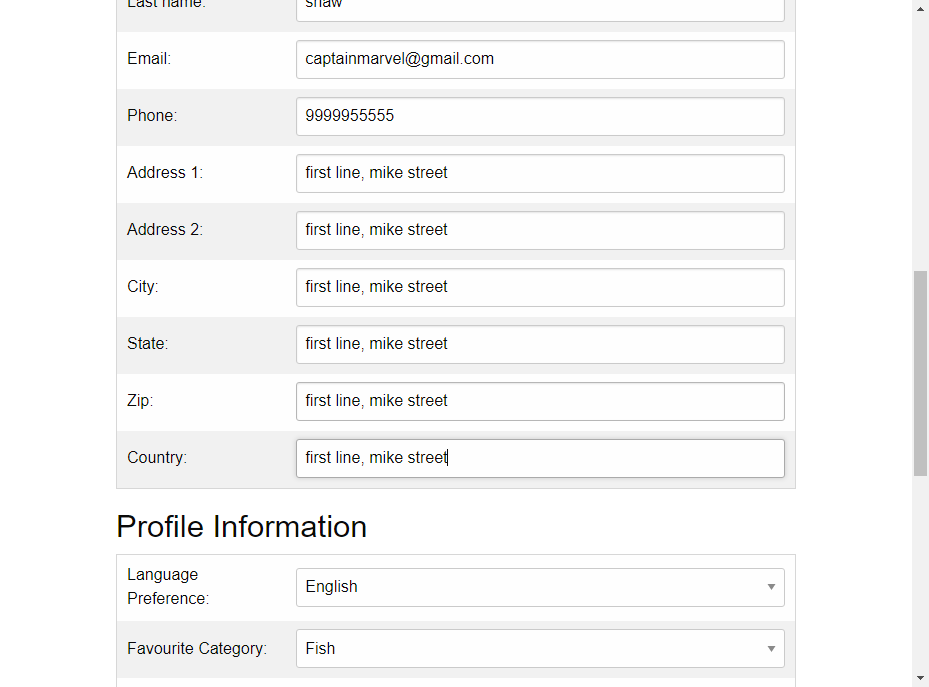 Last name: shaw
Email: captainmarvel@gmail.com
Phone: 9999955555
Address 1: first line, mike street
Address 2: first line, mike street
City: first line, mike street
State: first line, mike street
Zip: first line, mike street
Country: first line, mike street
Profile Information
Language
Preference: English
Favourite Category: Fish